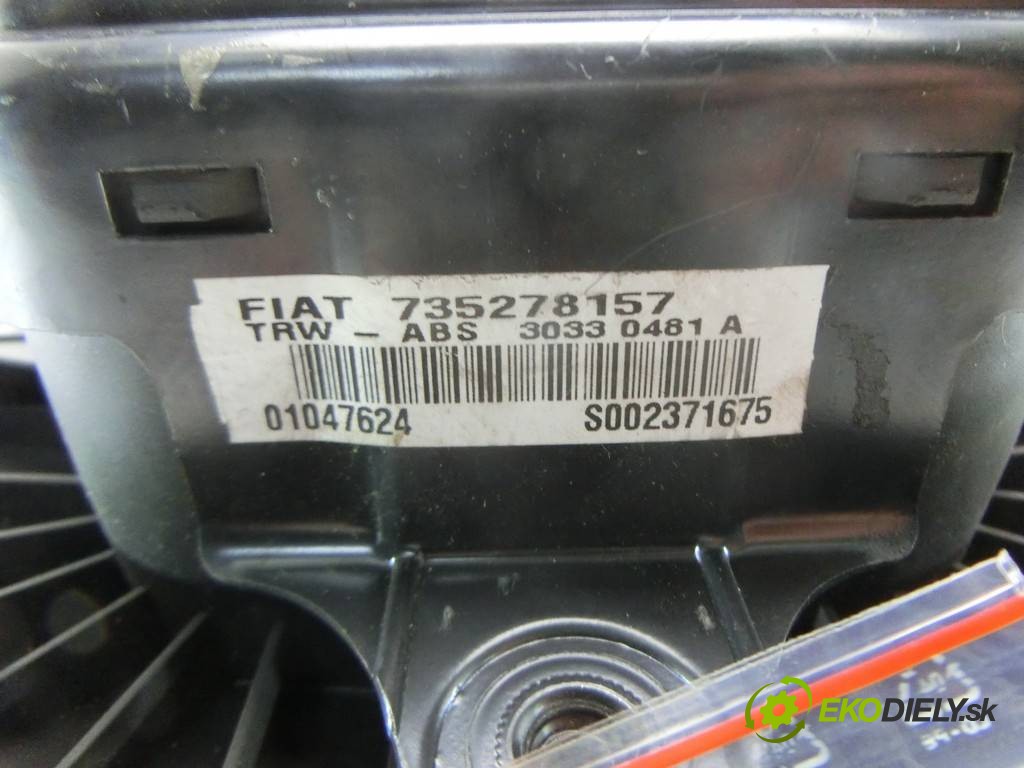 FIAT 735278157
TRW - ABS 3033 0481 A
01047624 S002371675
EKODIELY.sk